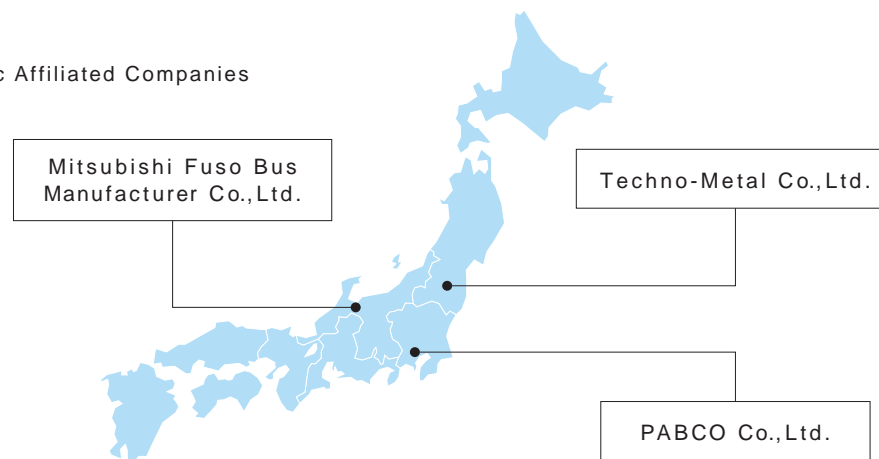 c Affiliated Companies
Mitsubishi Fuso Bus
Manufacturer Co.,Ltd.
Techno-Metal Co.,Ltd.
PABCO Co.,Ltd.